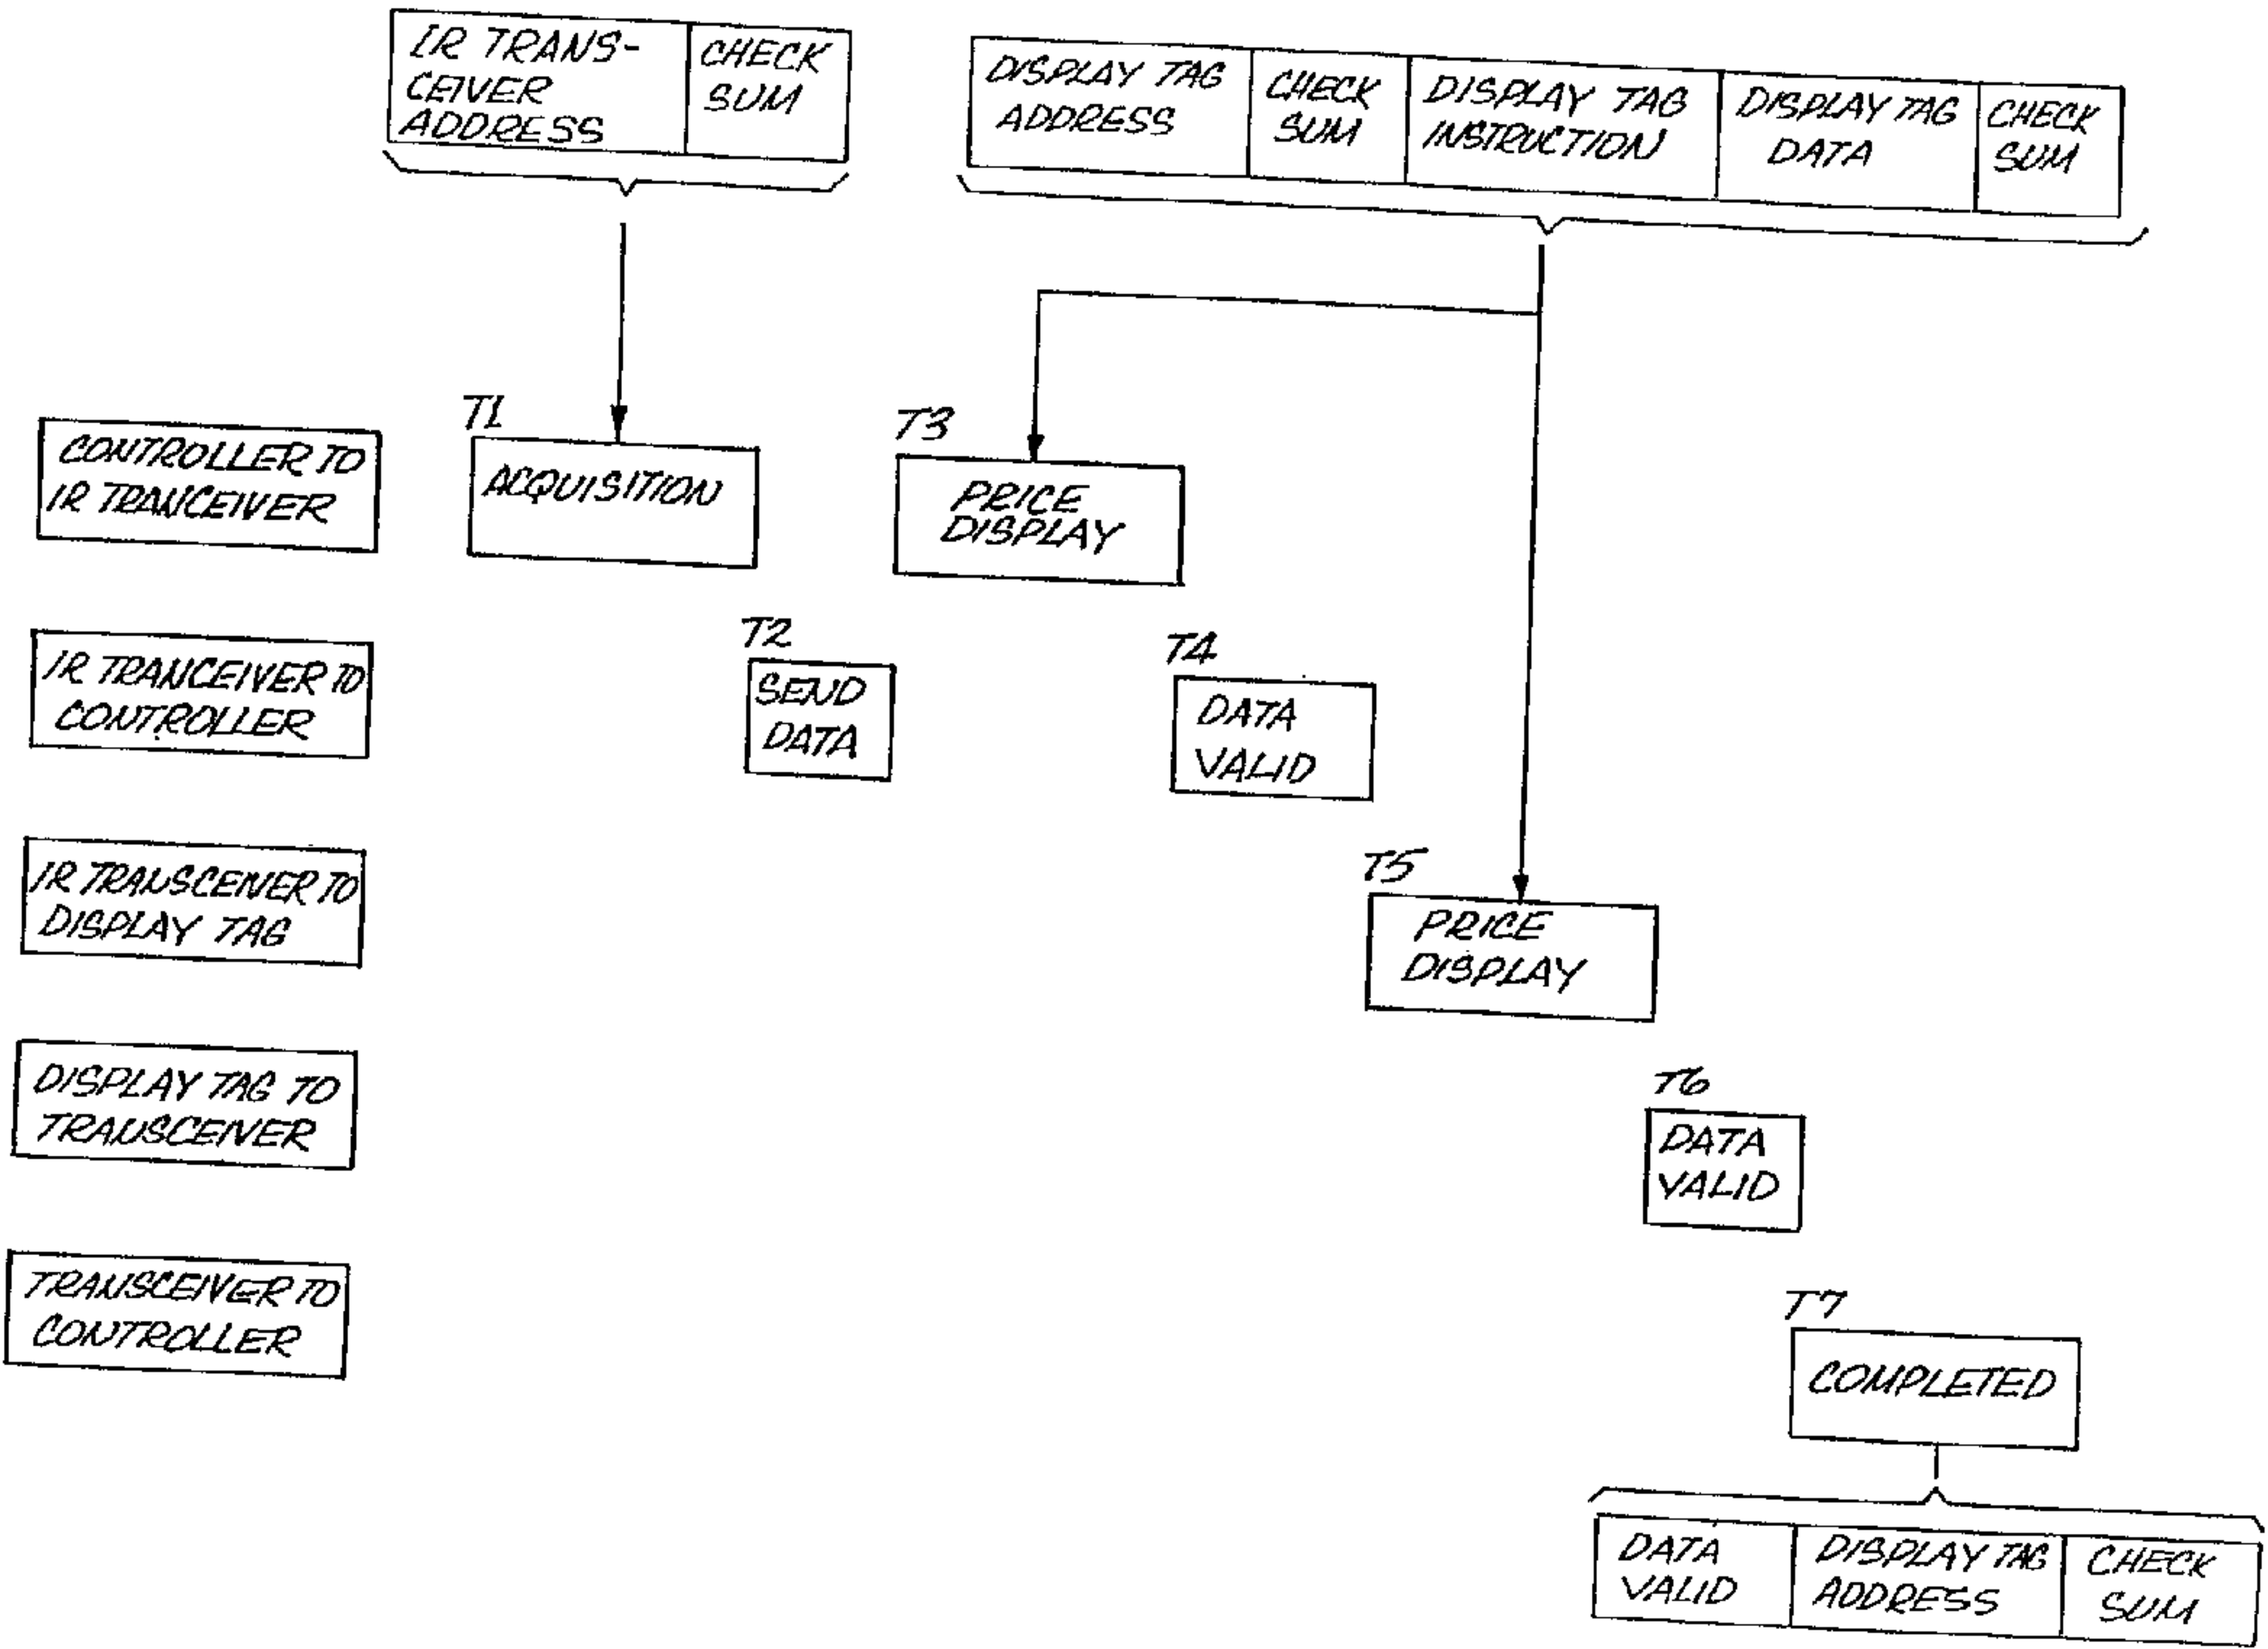 IR TRANS-
CEIVER
ADDRESS
CHECK
SUM
DISPLAY TAG
ADDRESS
CHECK
SUM
DISPLAY TAG
INSTRUCTION
DISPLAY TAG
DATA
CHECK
SUM
CONTROLLER TO
IR TRANCEIVER
T1
ACQUISITION
T3
PRICE
DISPLAY
IR TRANCEIVER TO
CONTROLLER
T2
SEND
DATA
T4
DATA
VALID
IR TRANSCEIVER TO
DISPLAY TAG
T5
PRICE
DISPLAY
DISPLAY TAG TO
TRANSCEIVER
T6
DATA
VALID
TRANSCEIVER TO
CONTROLLER
T7
COMPLETED
DATA
VALID
DISPLAY TAG
ADDRESS
CHECK
SUM